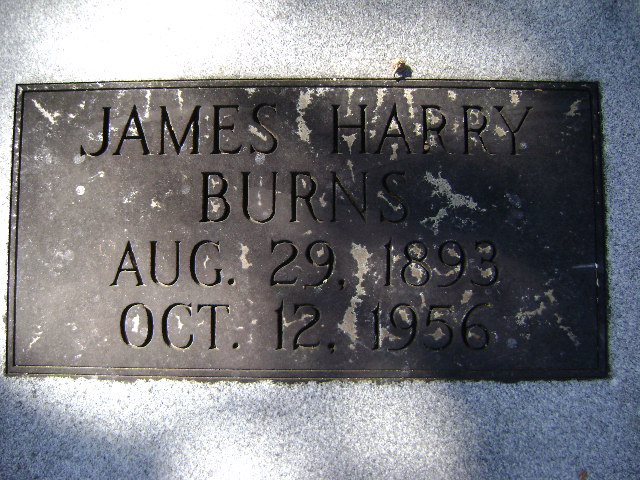 JAMES HARRY
BURNS
AUG. 29, 1893
OCT. 12, 1956